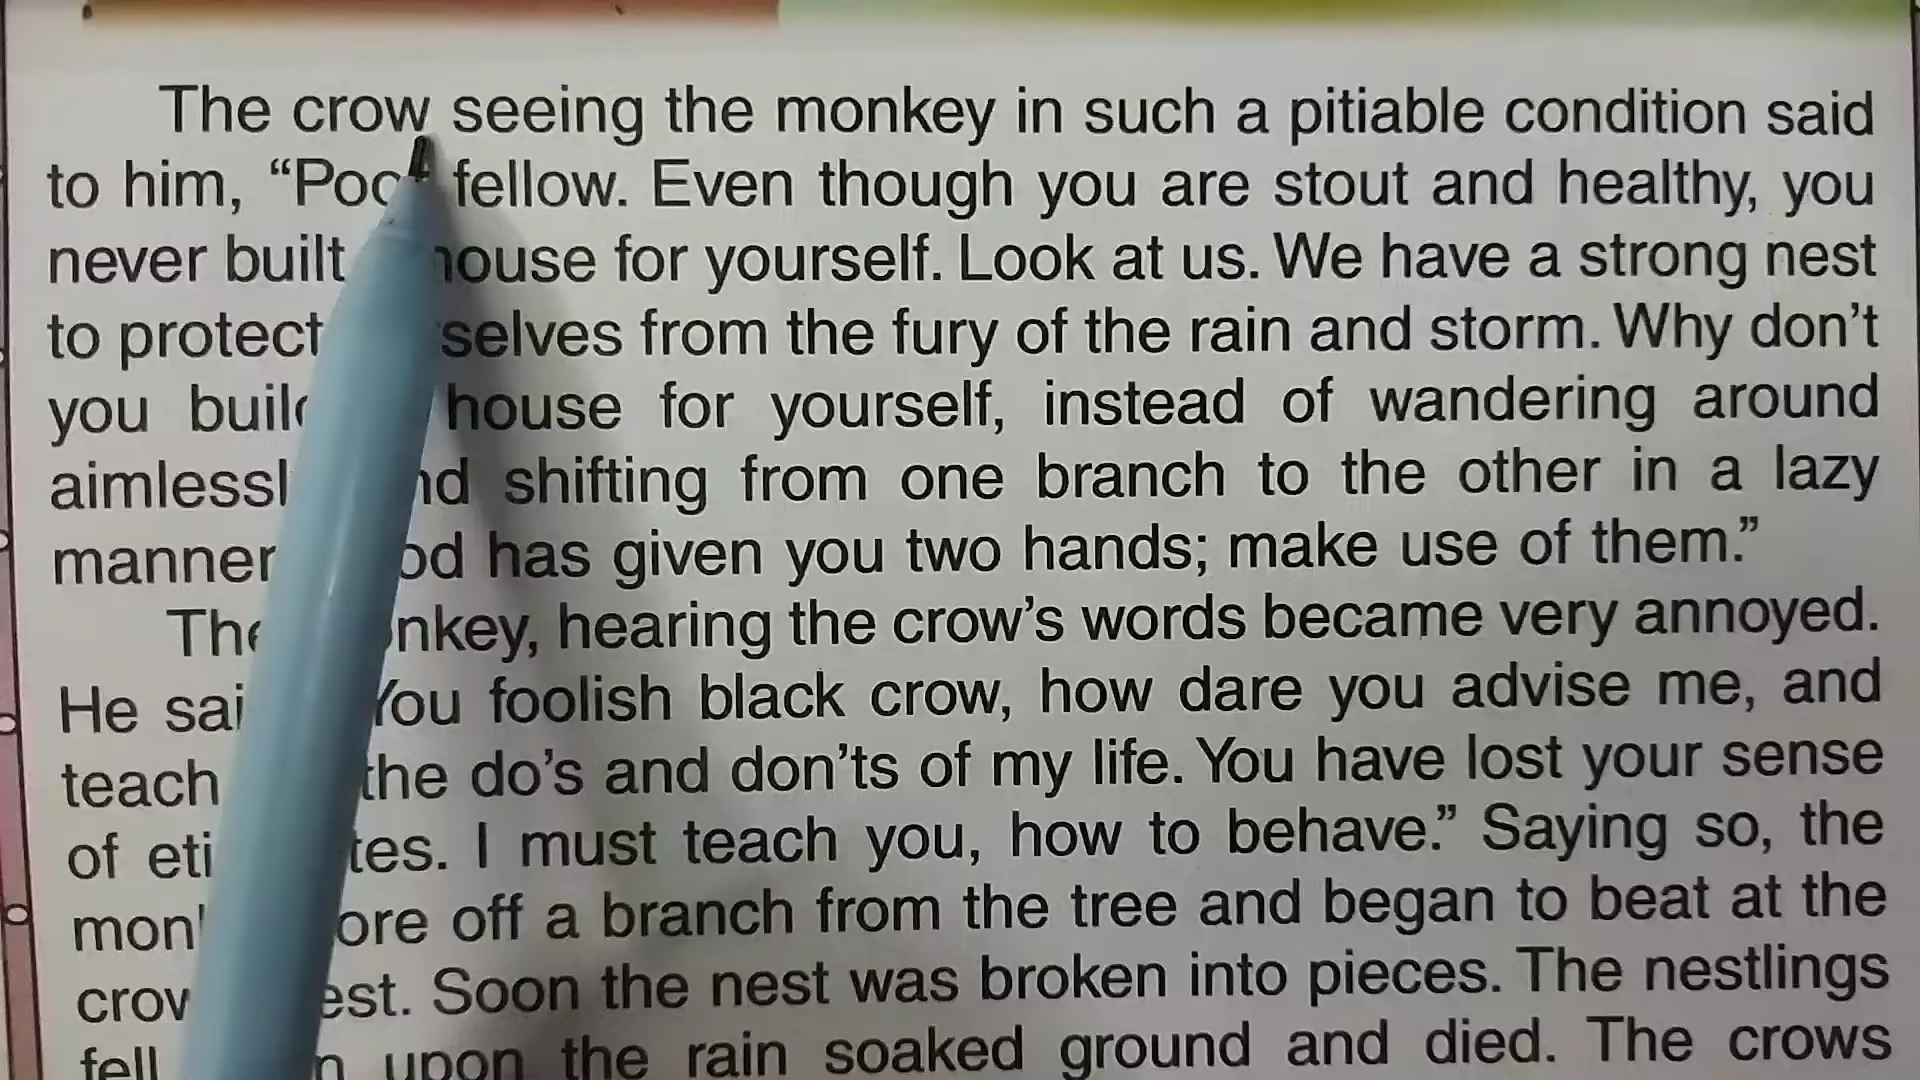 The crow seeing the monkey in such a pitiable condition said
to him, “Poor fellow. Even though you are stout and healthy, you
never built house for yourself. Look at us. We have a strong nest
to protect ourselves from the fury of the rain and storm. Why don’t
you build house for yourself, instead of wandering around
aimlessly and shifting from one branch to the other in a lazy
manner God has given you two hands; make use of them.”
The monkey, hearing the crow’s words became very annoyed.
He said You foolish black crow, how dare you advise me, and
teach the do’s and don’ts of my life. You have lost your sense
of I must teach you, how to behave.” Saying so, the
monkey tore off a branch from the tree and began to beat at the
nest. Soon the nest was broken into pieces. The nestlings
fell upon the rain soaked ground and died. The crows